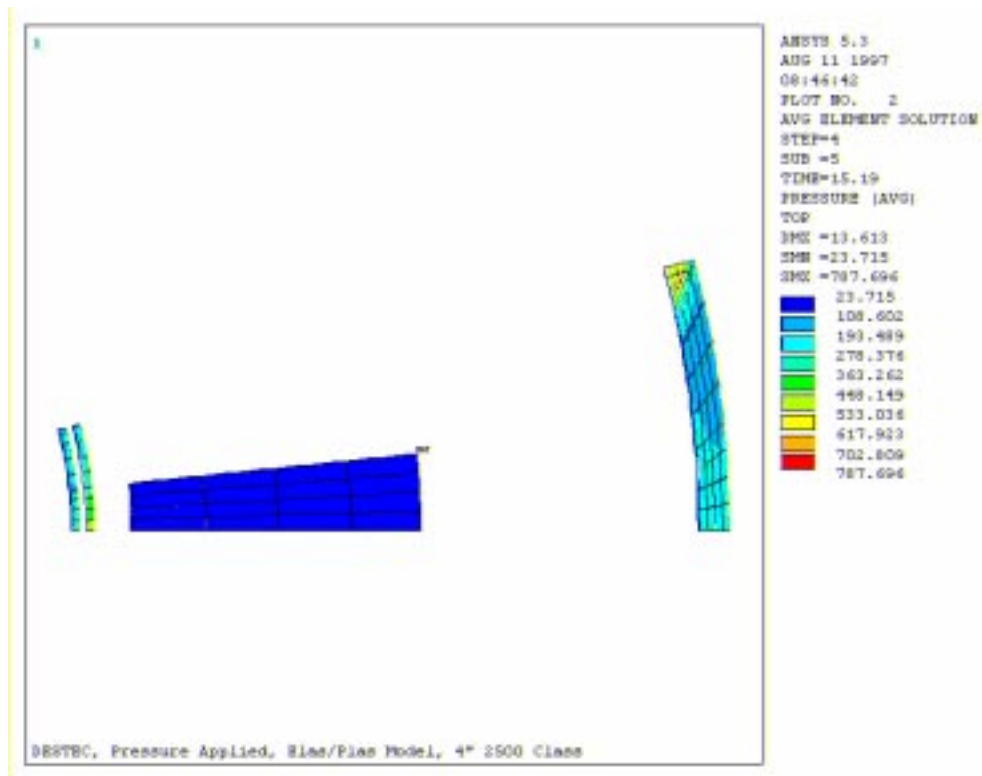 1
ANSYS 5.3
AUG 11 1997
08:46:42
PLOT NO. 2
AVG ELEMENT SOLUTION
STEP=4
SUB =5
TIME=15.19
PRESSURE (AVG)
TOP
DMX =13.613
SMN =23.715
SMX =787.696
23.715
108.602
193.489
278.376
363.262
448.149
533.036
617.923
702.809
787.696
DESTEC, Pressure Applied, Elas/Plas Model, 4" 2500 Class